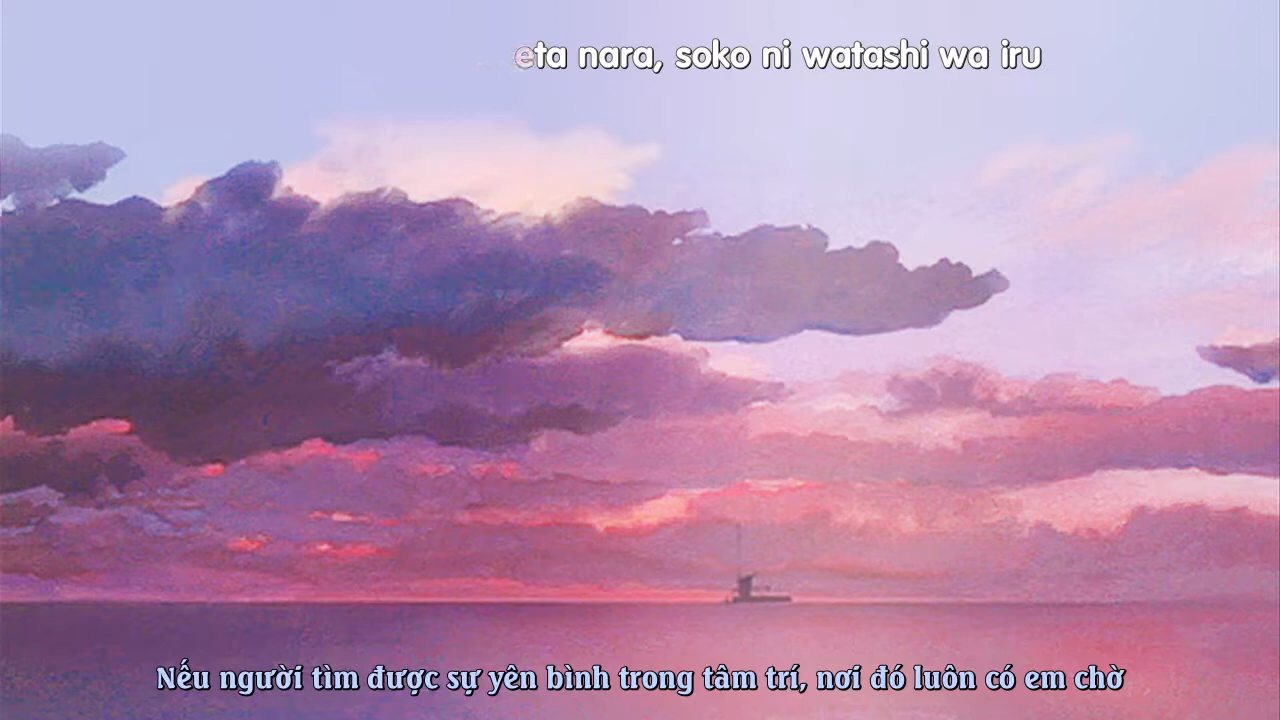 eta nara, soko ni watashi wa iru
Nếu người tìm được sự yên bình trong tâm trí, nơi đó luôn có em chờ